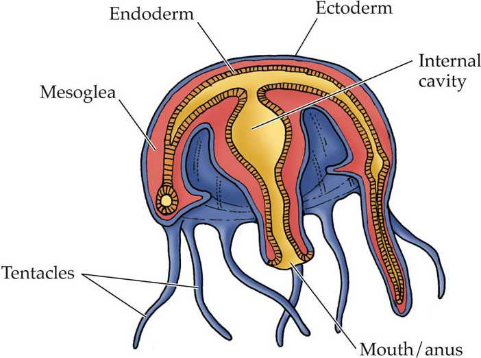 Endoderm
Ectoderm
Internal
cavity
Mesoglea
Tentacles
Mouth/anus